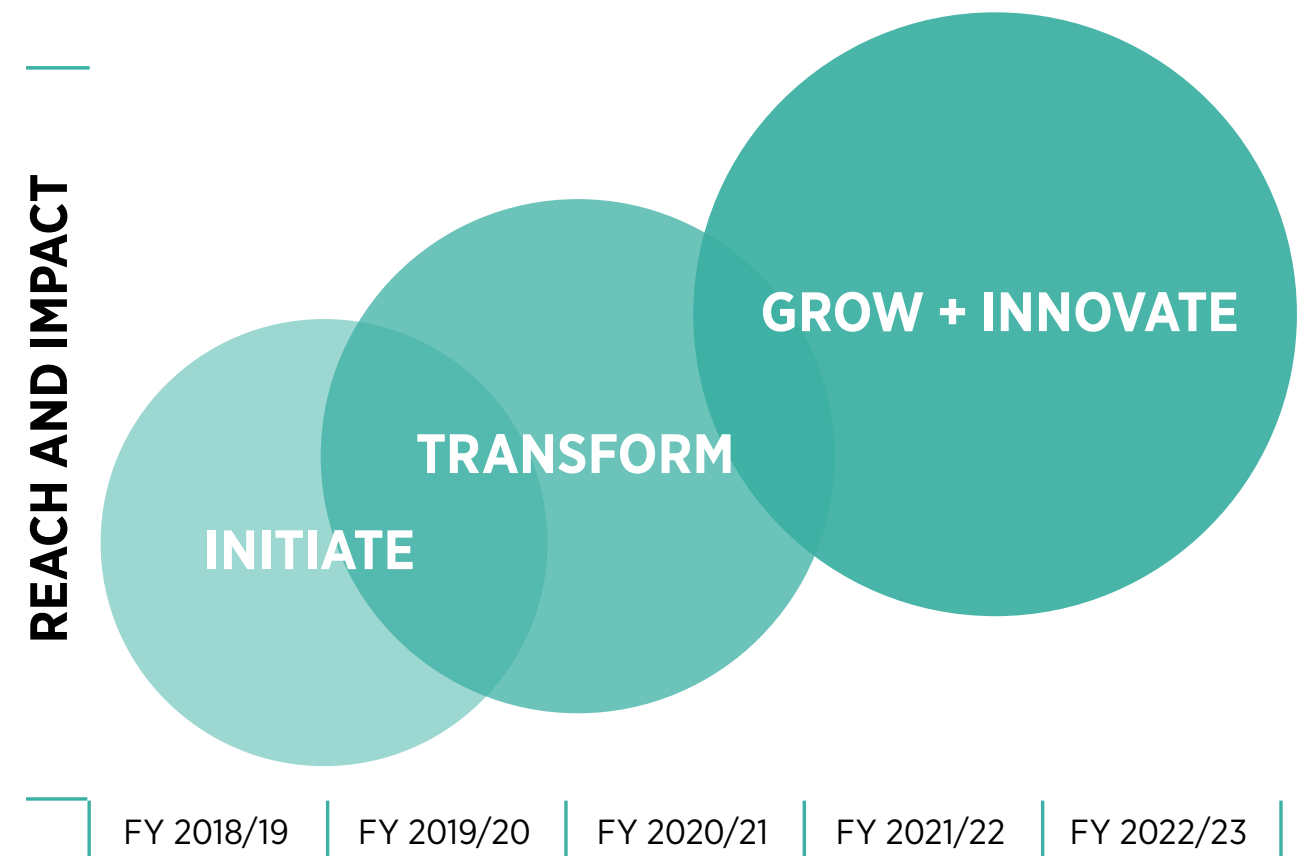 REACH AND IMPACT
GROW + INNOVATE
TRANSFORM
INITIATE
FY 2018/19
FY 2019/20
FY 2020/21
FY 2021/22
FY 2022/23